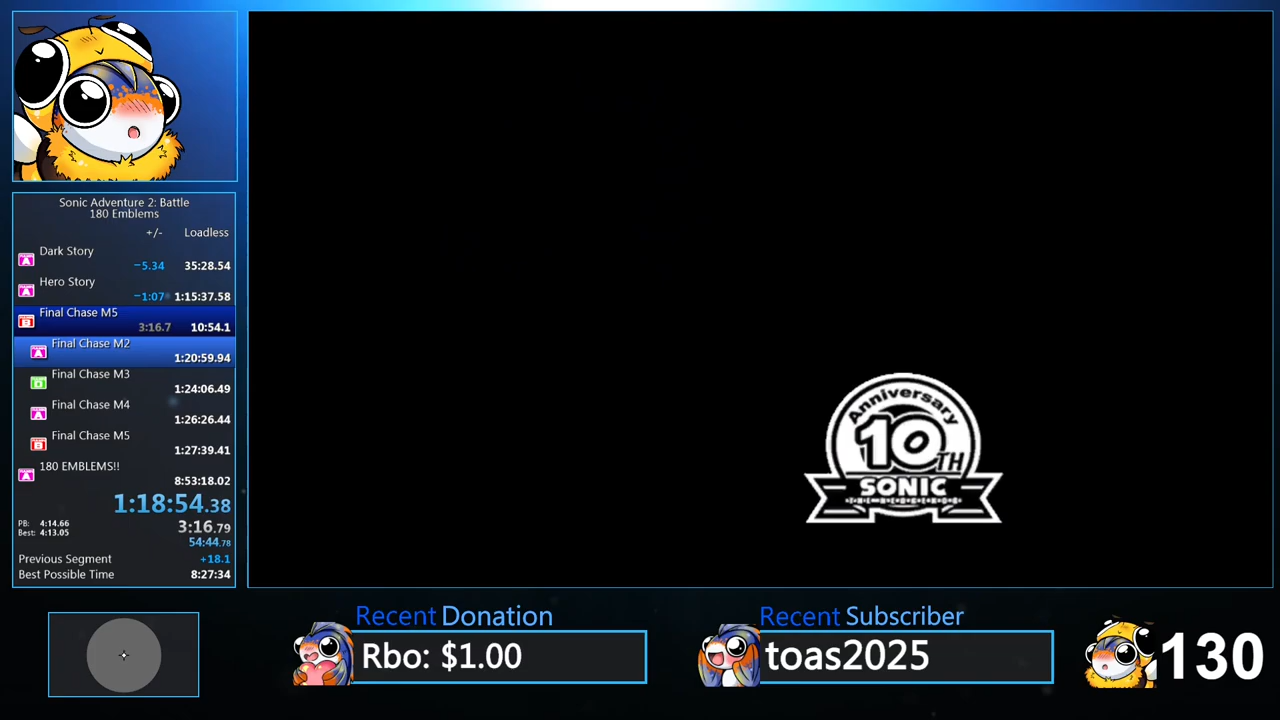 Sonic Adventure 2: Battle
180 Emblems
+/- Loadless
Dark Story
−5.34 35:28.54
Hero Story
−1:07 1:15:37.58
Final Chase M5
3:16.7 10:54.1
Final Chase M2
1:20:59.94
Final Chase M3
1:24:06.49
Final Chase M4
1:26:26.44
Final Chase M5
1:27:39.41
180 EMBLEMS!!
8:53:18.02
1:18:54.38
PB: 4:14.66
Best: 4:13.05
3:16.79
54:44.78
Previous Segment +18.1
Best Possible Time 8:27:34
Anniversary
10TH
SONIC
Recent Donation
Rbo: $1.00
Recent Subscriber
toas2025
130